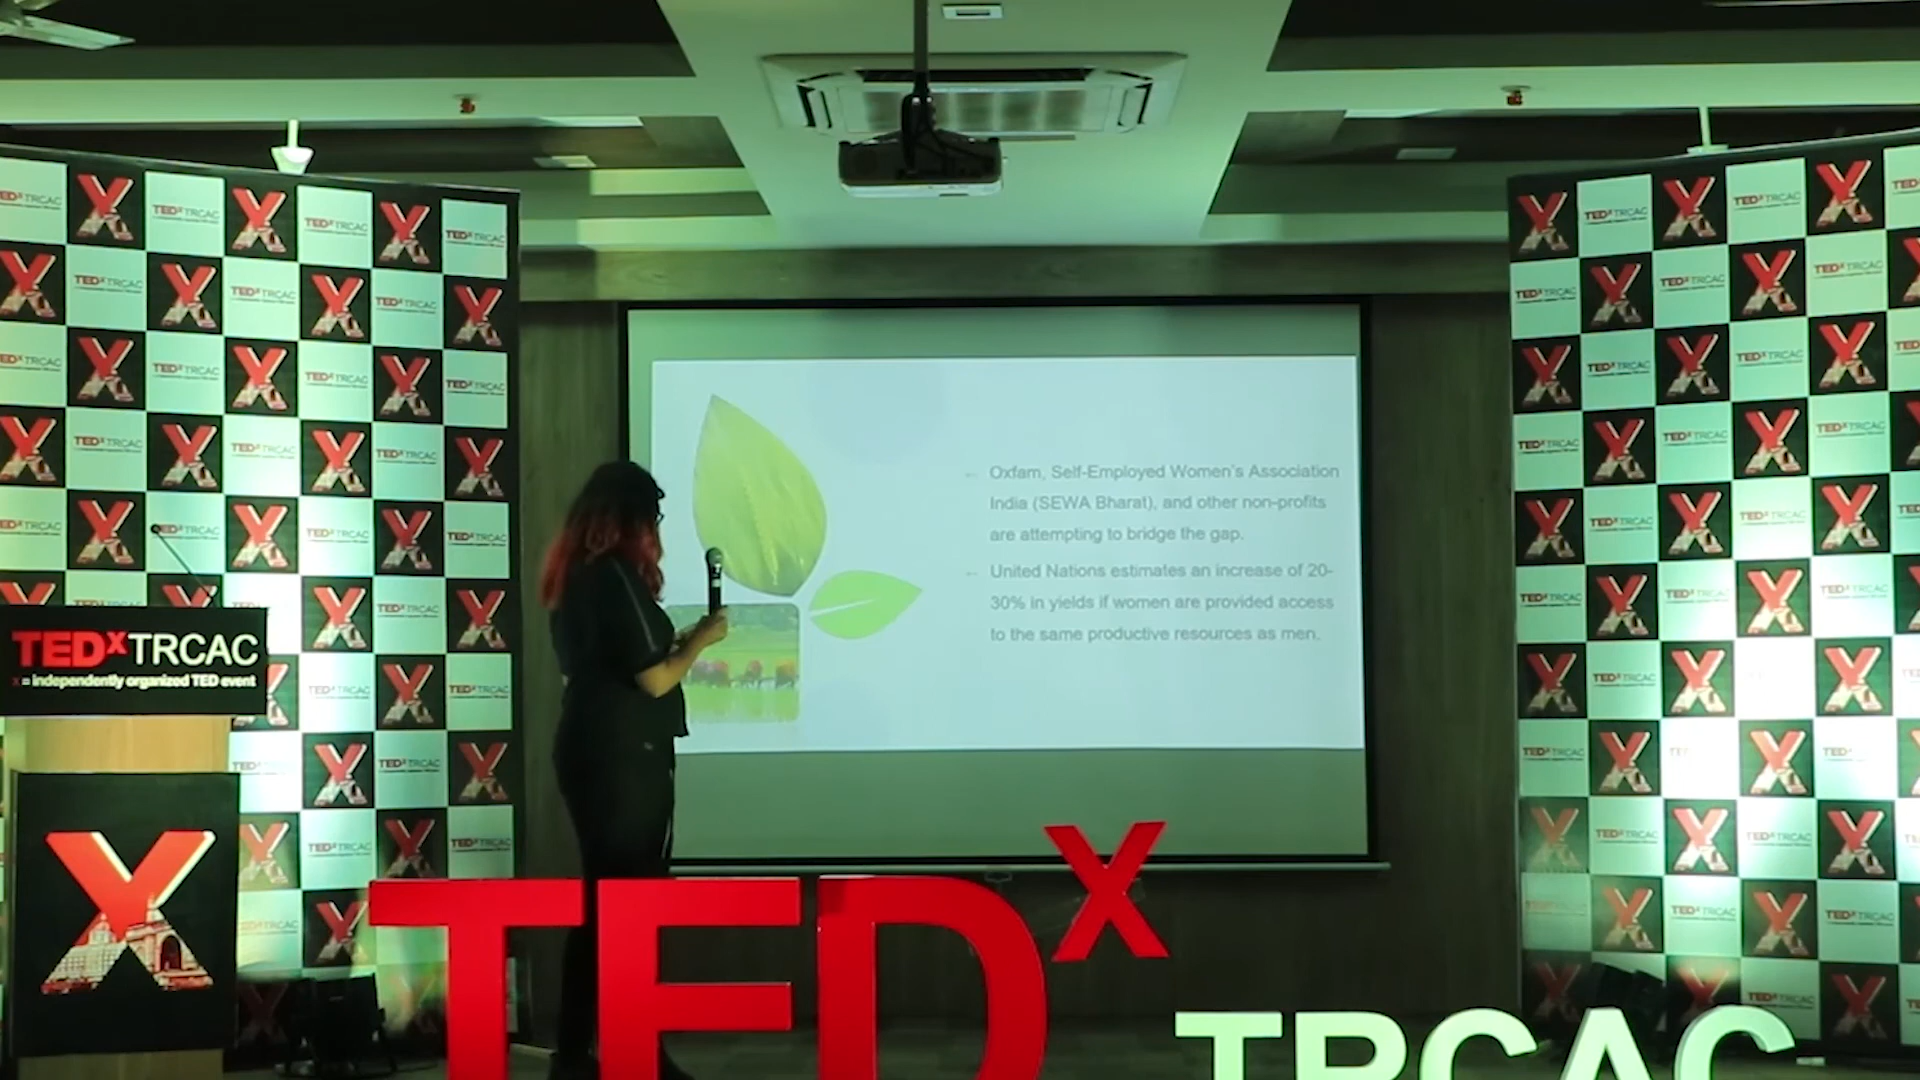 Oxfam, Self-Employed Women's Association
India (SEWA Bharat), and other non-profits
are attempting to bridge the gap.
United Nations estimates an increase of 20-
30% in yields if women are provided access
to the same productive resources as men.
TEDxTRCAC
x = independently organized TED event
X
TEDx
TRCAC